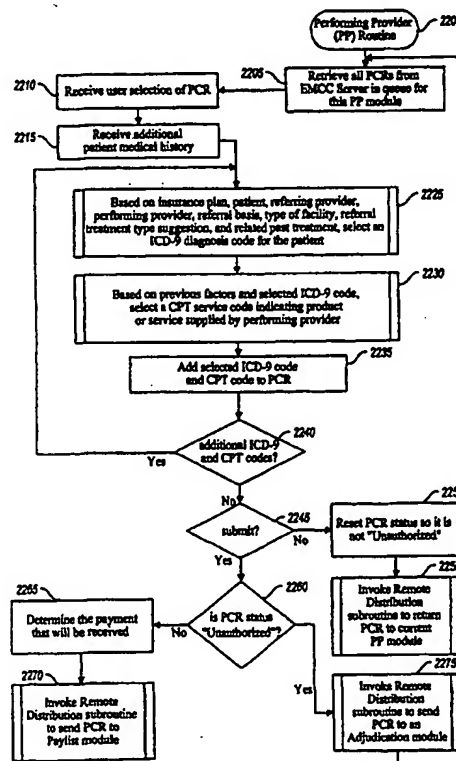 Performing Provider
(PP) Routine
220
2205
Retrieve all PCRs from
EMCC Server in queue for
this PP module
2210
Receive user selection of PCR
2215
Receive additional
patient medical history
2225
Based on insurance plan, patient, referring provider,
performing provider, referral basis, type of facility, referral
treatment type suggestion, and related past treatment, select an
ICD-9 diagnosis code for the patient
2230
Based on previous factors and selected ICD-9 code,
select a CPT service code indicating product
or service supplied by performing provider
2235
Add selected ICD-9 code
and CPT code to PCR
2240
additional ICD-9
and CPT codes?
Yes
No
2245
submit?
No
Yes
225
Reset PCR status so it is
not "Unauthorized"
225
Invoke Remote
Distribution
subroutine to return
PCR to current
PP module
2260
is PCR status
"Unauthorized"?
No
Yes
2265
Determine the payment
that will be received
2270
Invoke Remote
Distribution subroutine
to send PCR to
Paylist module
2275
Invoke Remote
Distribution
subroutine to send
PCR to an
Adjudication module